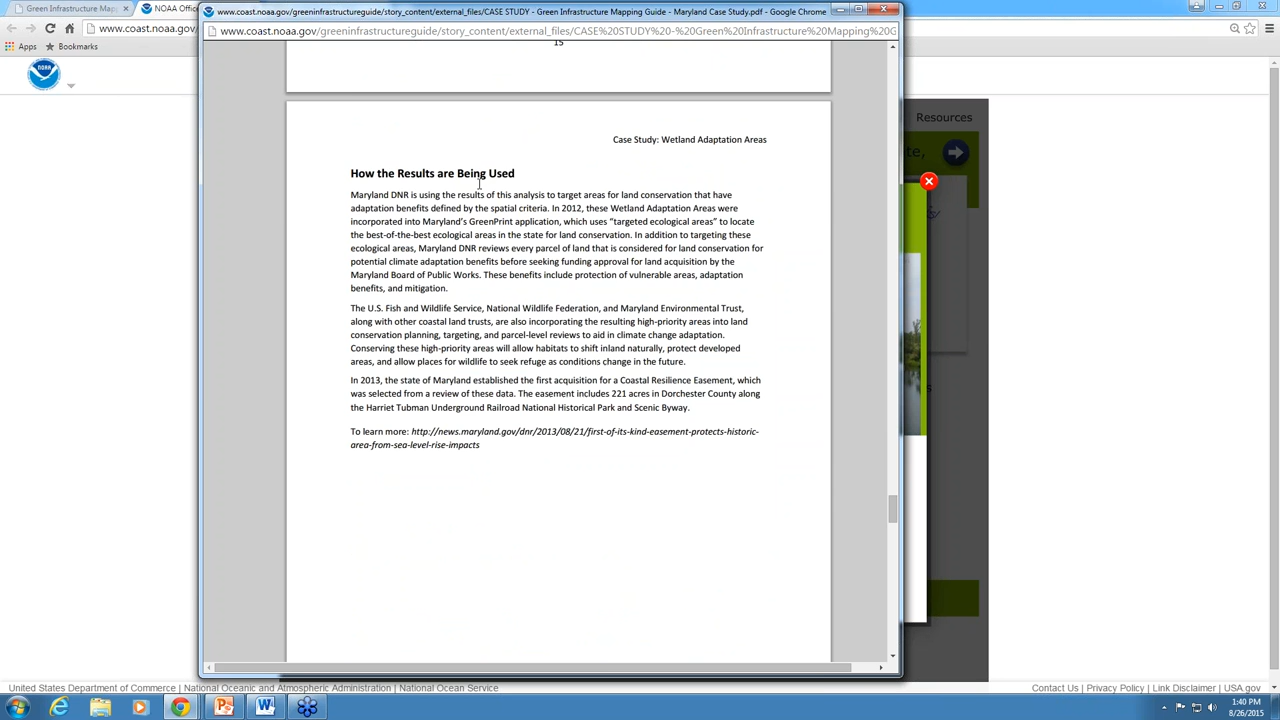 www.coast.noaa.gov/greeninfrastructureguide/story_content/external_files/CASE STUDY - Green Infrastructure Mapping Guide - Maryland Case Study.pdf - Google Chrome
Green Infrastructure Map
NOAA Offic
www.coast.noaa.gov/greeninfrastructureguide/story_content/external_files/CASE%20STUDY%20-%20Green%20Infrastructure%20Mapping%20G
https://www.coast.noaa.g
Apps
Bookmarks
15
NOAA
Resources
te,
Case Study: Wetland Adaptation Areas
How the Results are Being Used
Maryland DNR is using the results of this analysis to target areas for land conservation that have
adaptation benefits defined by the spatial criteria. In 2012, these Wetland Adaptation Areas were
incorporated into Maryland's GreenPrint application, which uses "targeted ecological areas" to locate
the best-of-the-best ecological areas in the state for land conservation. In addition to targeting these
ecological areas, Maryland DNR reviews every parcel of land that is considered for land conservation for
potential climate adaptation benefits before seeking funding approval for land acquisition by the
Maryland Board of Public Works. These benefits include protection of vulnerable areas, adaptation
benefits, and mitigation.
The U.S. Fish and Wildlife Service, National Wildlife Federation, and Maryland Environmental Trust,
along with other coastal land trusts, are also incorporating the resulting high-priority areas into land
conservation planning, targeting, and parcel-level reviews to aid in climate change adaptation.
Conserving these high-priority areas will allow habitats to shift inland naturally, protect developed
areas, and allow places for wildlife to seek refuge as conditions change in the future.
In 2013, the state of Maryland established the first acquisition for a Coastal Resilience Easement, which
was selected from a review of these data. The easement includes 221 acres in Dorchester County along
the Harriet Tubman Underground Railroad National Historical Park and Scenic Byway.
To learn more: http://news.maryland.gov/dnr/2013/08/21/first-of-its-kind-easement-protects-historic-
area-from-sea-level-rise-impacts
United States Department of Commerce | National Oceanic and Atmospheric Administration | National Ocean Service
Contact Us | Privacy Policy | Link Disclaimer | USA.gov
1:40 PM
8/26/2015